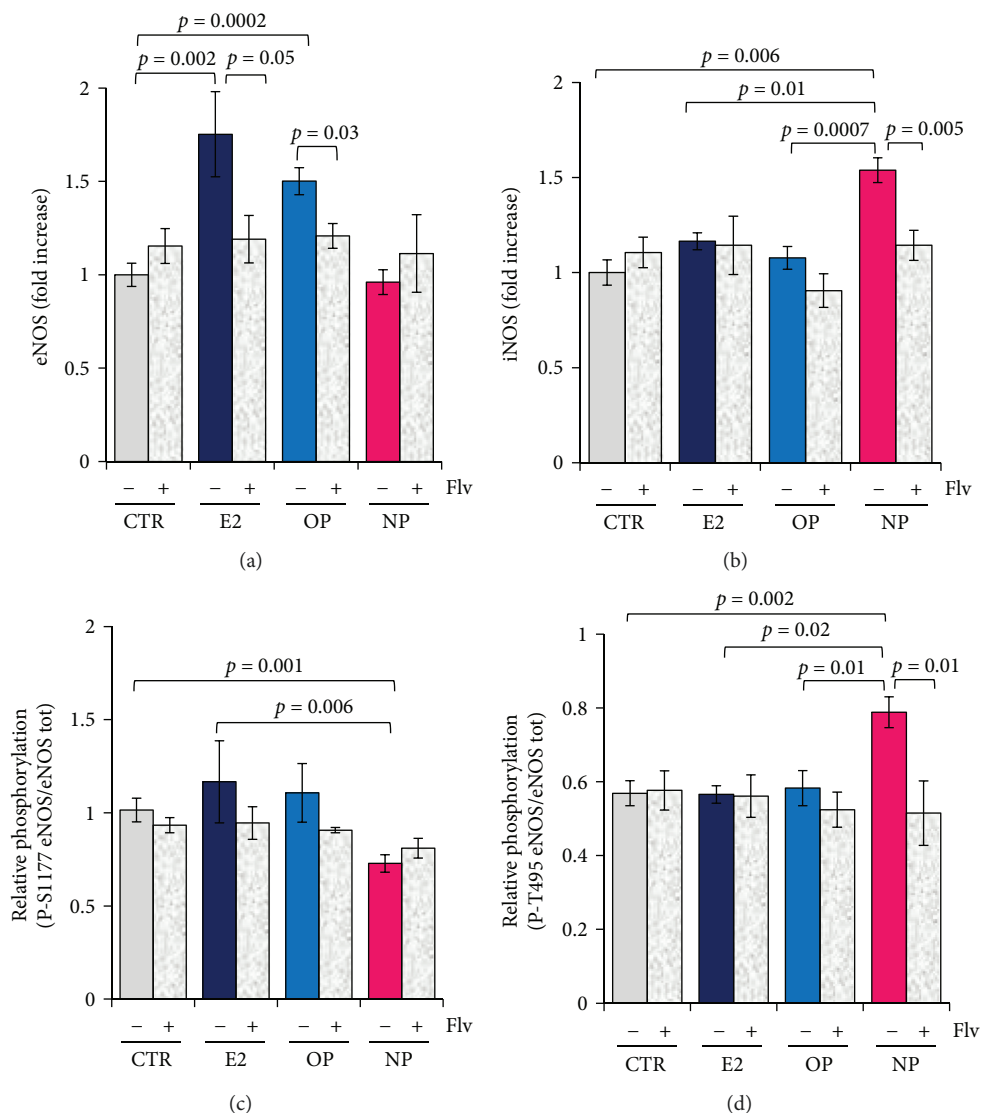 p = 0.0002
p = 0.002
p = 0.05
p = 0.03
eNOS (fold increase)
2
1.5
1
0.5
0
− + − + − + − + Flv
CTR E2 OP NP
(a)
p = 0.006
p = 0.01
p = 0.0007
p = 0.005
iNOS (fold increase)
2
1.5
1
0.5
0
− + − + − + − + Flv
CTR E2 OP NP
(b)
p = 0.001
p = 0.006
Relative phosphorylation
(P-S1177 eNOS/eNOS tot)
2
1.5
1
0.5
0
− + − + − + − + Flv
CTR E2 OP NP
(c)
p = 0.002
p = 0.02
p = 0.01
p = 0.01
Relative phosphorylation
(P-T495 eNOS/eNOS tot)
1
0.8
0.6
0.4
0.2
0
− + − + − + − + Flv
CTR E2 OP NP
(d)